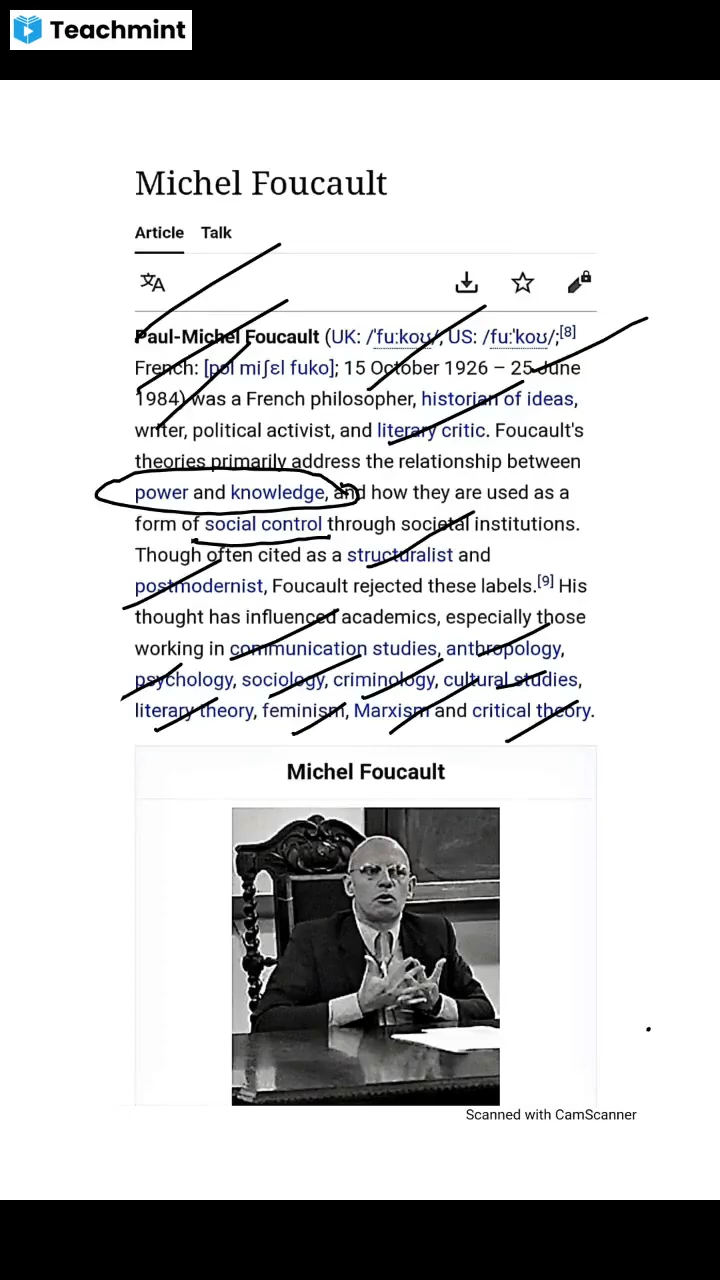 Teachmint
Michel Foucault
Article Talk
Paul-Michel Foucault (UK: /ˈfuːkoʊ/, US: /fuːˈkoʊ/;[8]
French: [pɔl miʃɛl fuko]; 15 October 1926 – 25 June
1984) was a French philosopher, historian of ideas,
writer, political activist, and literary critic. Foucault's
theories primarily address the relationship between
power and knowledge, and how they are used as a
form of social control through societal institutions.
Though often cited as a structuralist and
postmodernist, Foucault rejected these labels.[9] His
thought has influenced academics, especially those
working in communication studies, anthropology,
psychology, sociology, criminology, cultural studies,
literary theory, feminism, Marxism and critical theory.
Michel Foucault
Scanned with CamScanner